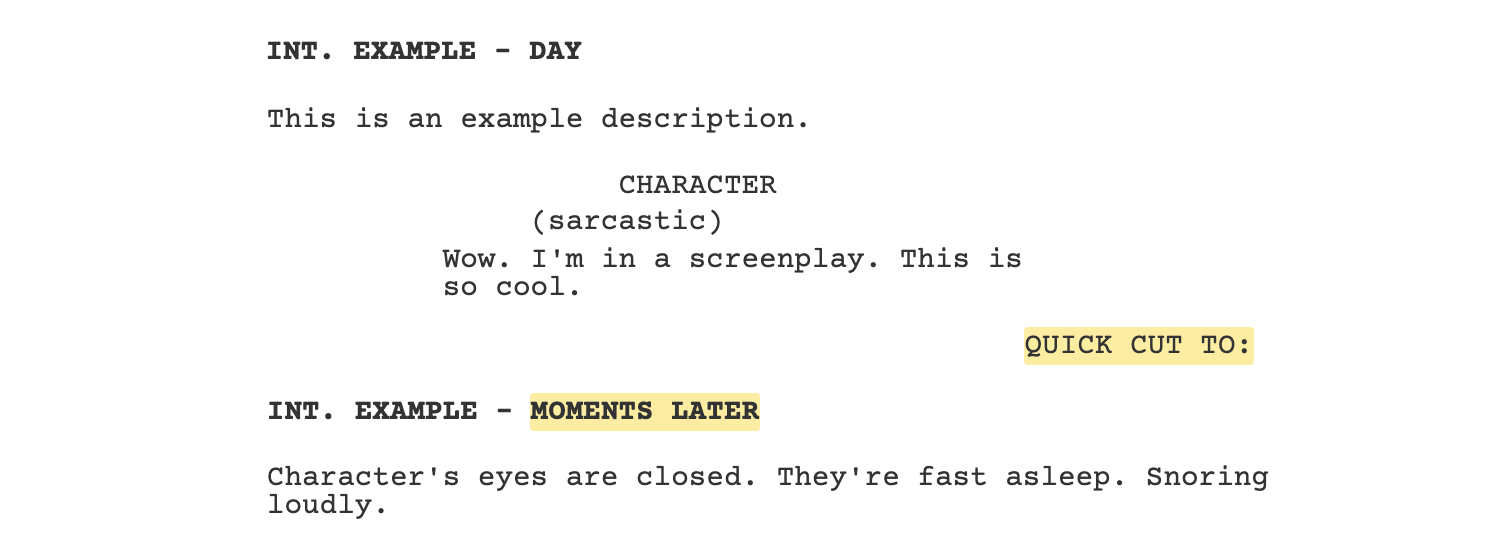 INT. EXAMPLE - DAY
This is an example description.
CHARACTER
(sarcastic)
Wow. I'm in a screenplay. This is
so cool.
QUICK CUT TO:
INT. EXAMPLE - MOMENTS LATER
Character's eyes are closed. They're fast asleep. Snoring
loudly.